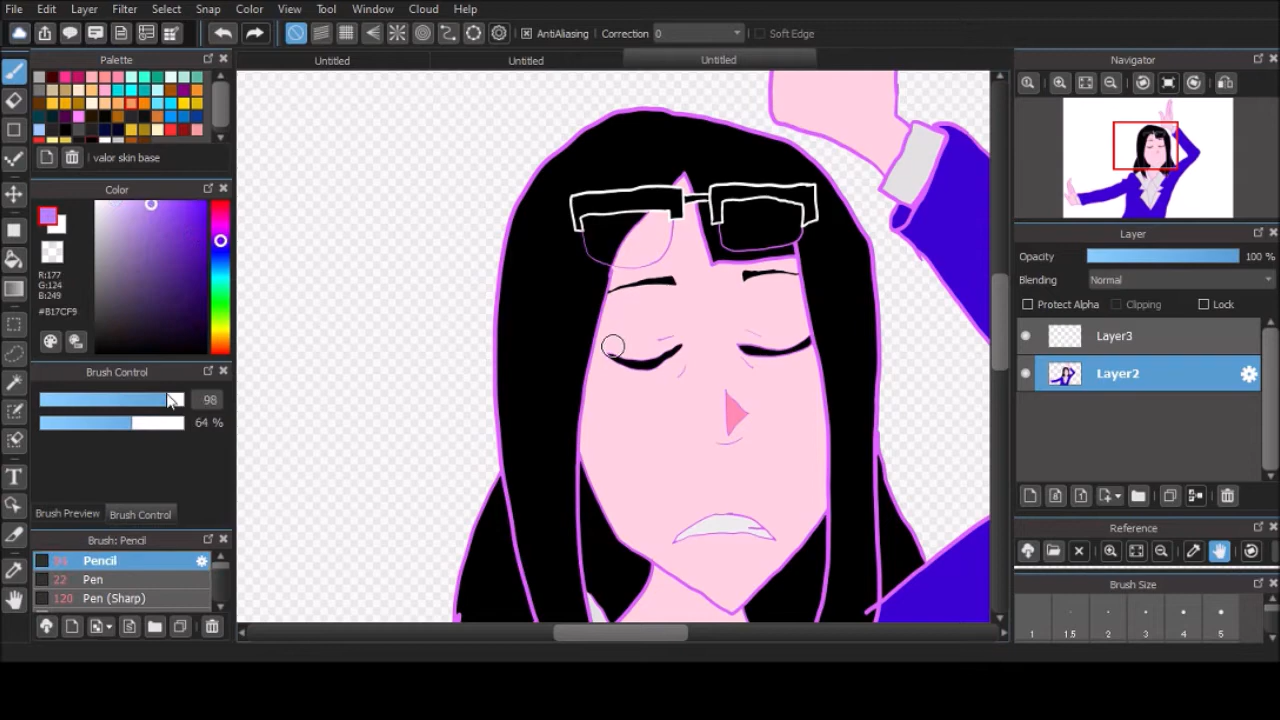 File Edit View Layer Filter Select Snap Color Tool Window Cloud Help
AntiAliasing Correction 0 Soft Edge
Palette
Untitled Untitled Untitled
Navigator
valor skin base
Color
R:177
G:124
B:249
#B17CF9
Layer
Opacity 100 %
Blending Normal
Protect Alpha Clipping Lock
Layer3
Layer2
Brush Control
98
64 %
Brush Preview Brush Control
Brush: Pencil
Pencil
22 Pen
120 Pen (Sharp)
Reference
Brush Size
1 1.5 2 3 4 5